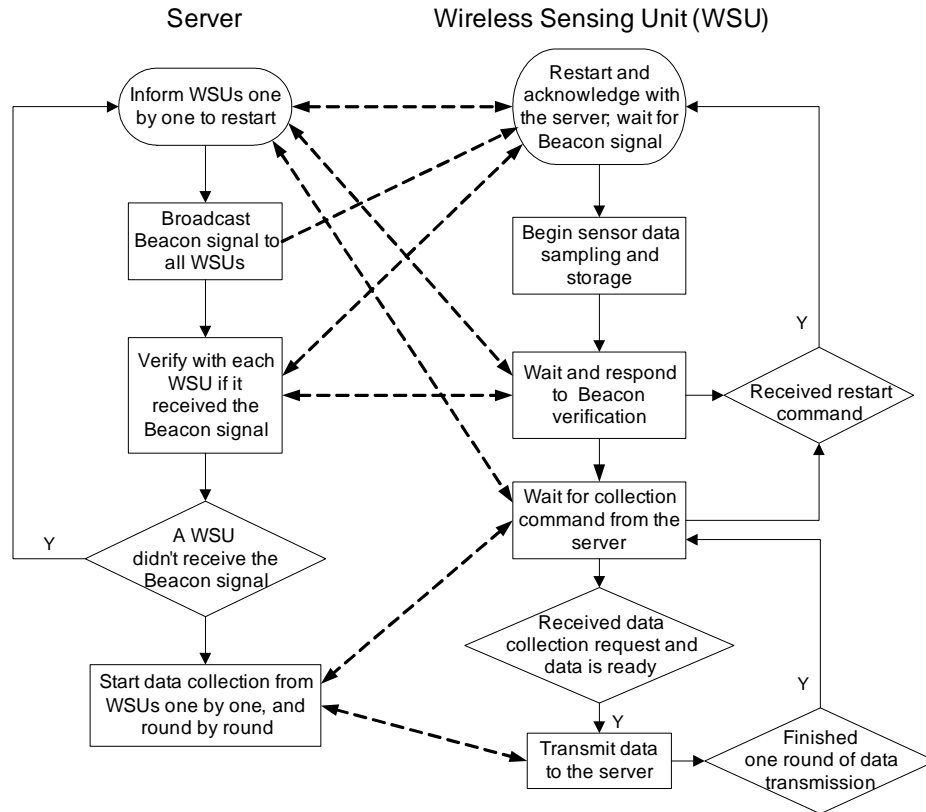 Server
Wireless Sensing Unit (WSU)
Inform WSUs one
by one to restart
Restart and
acknowledge with
the server; wait for
Beacon signal
Broadcast
Beacon signal to
all WSUs
Begin sensor data
sampling and
storage
Y
Verify with each
WSU if it
received the
Beacon signal
Wait and respond
to Beacon
verification
Received restart
command
Wait for collection
command from the
server
Y
A WSU
didn't receive the
Beacon signal
Received data
collection request and
data is ready
Start data collection from
WSUs one by one, and
round by round
Y
Y
Transmit data
to the server
Finished
one round of data
transmission